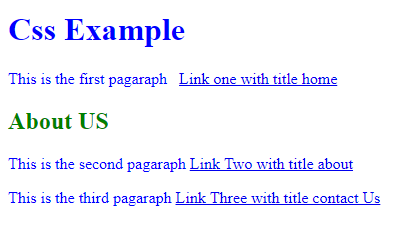 Css Example
This is the first pagaraph Link one with title home
About US
This is the second pagaraph Link Two with title about
This is the third pagaraph Link Three with title contact Us